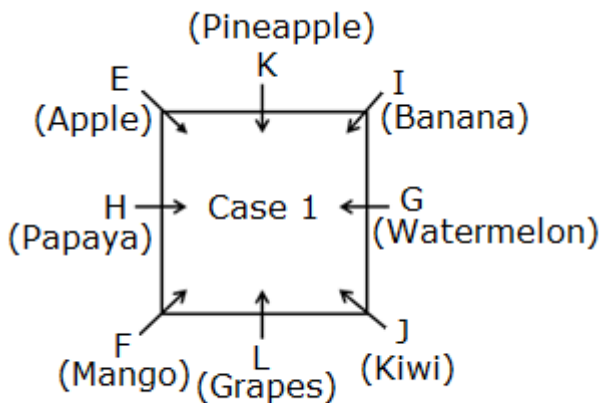 (Pineapple)
E
K
I
(Apple)
(Banana)
H
Case 1
G
(Papaya)
(Watermelon)
F
L
J
(Mango)
(Grapes)
(Kiwi)